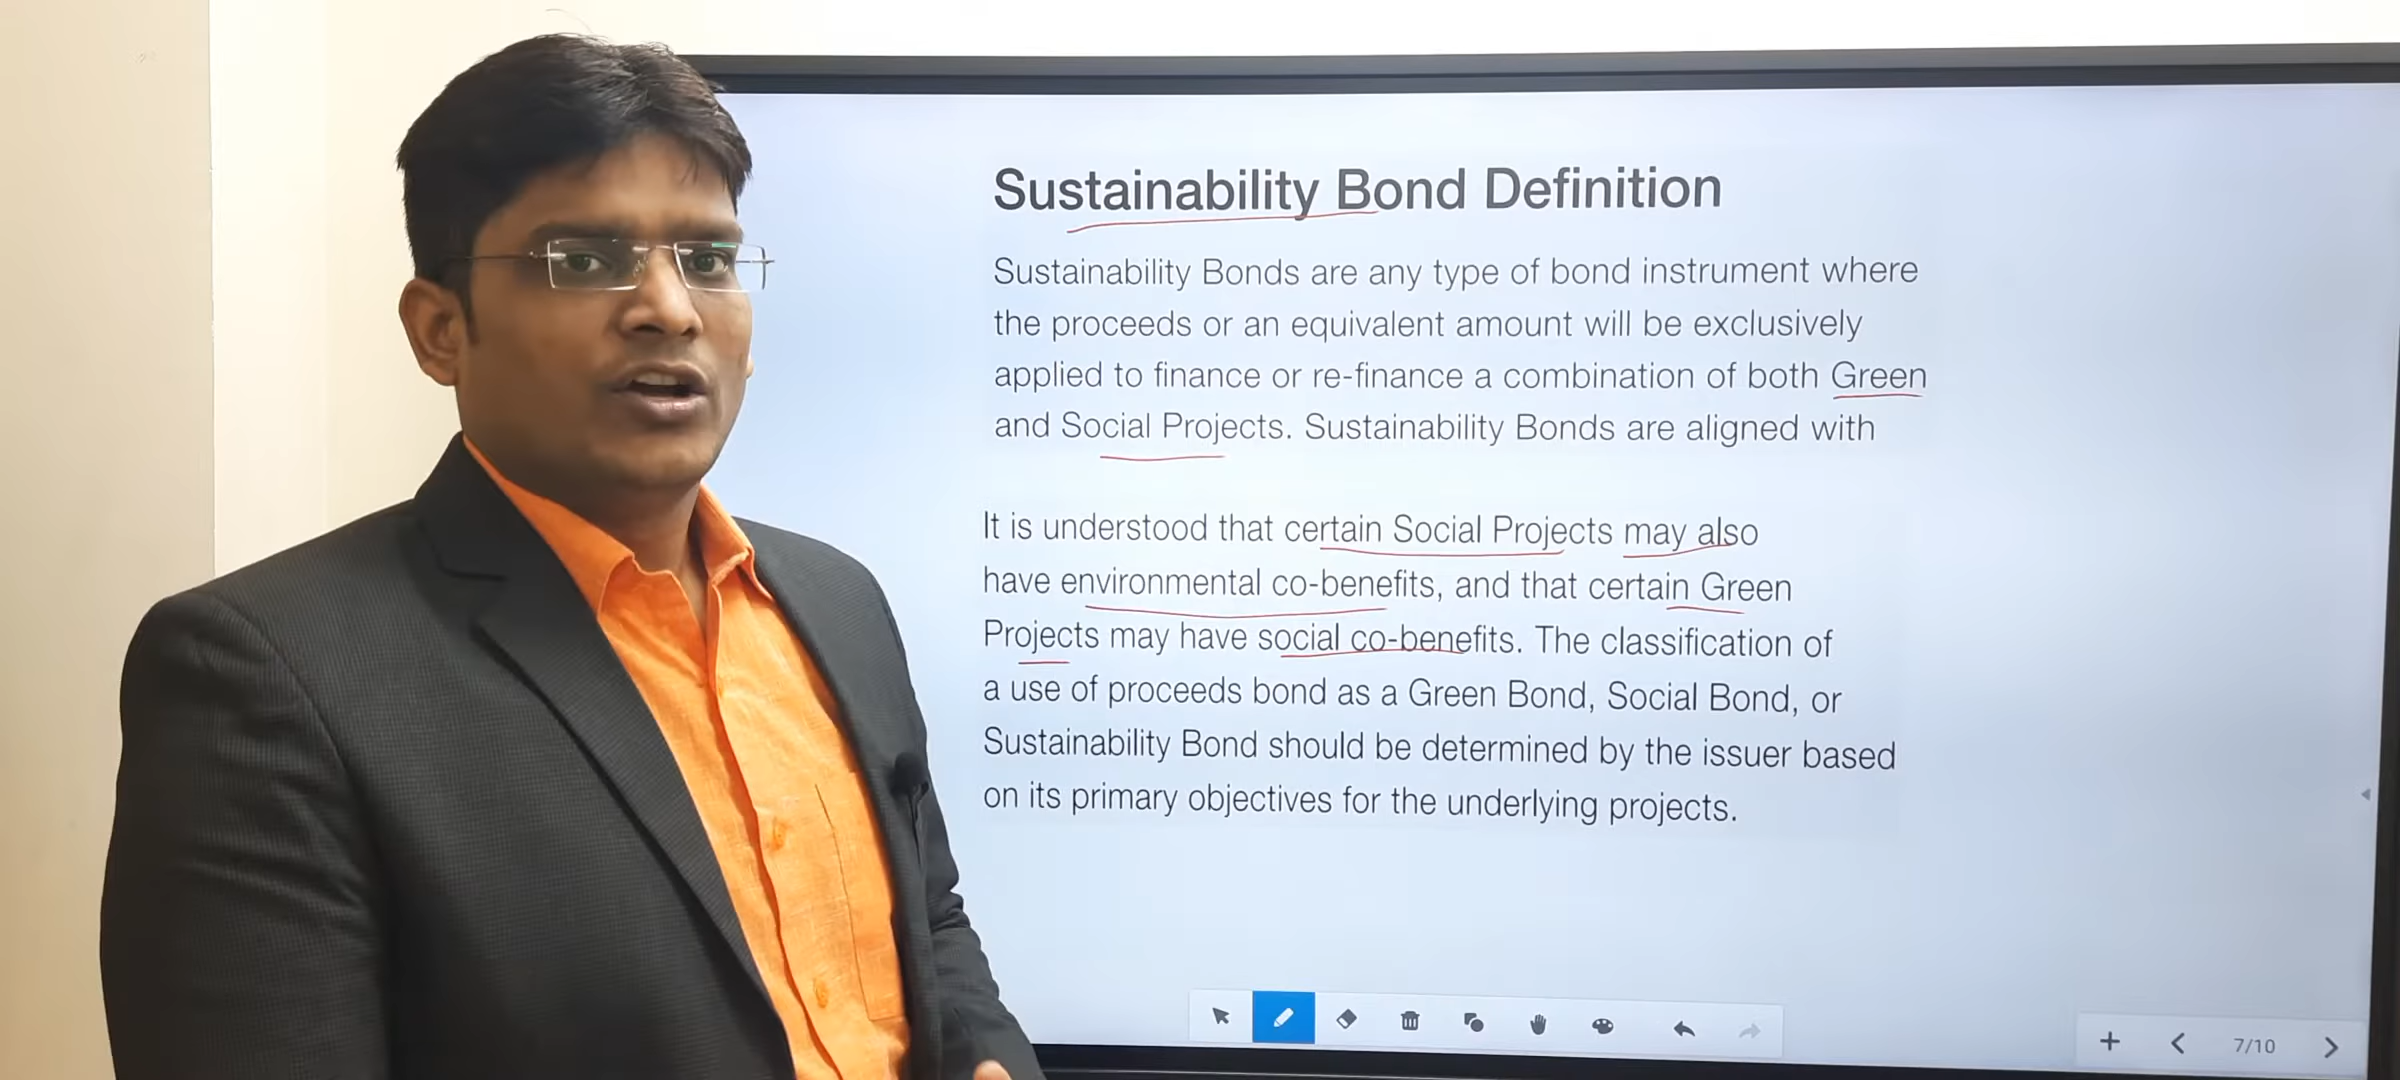 Sustainability Bond Definition
Sustainability Bonds are any type of bond instrument where
the proceeds or an equivalent amount will be exclusively
applied to finance or re-finance a combination of both Green
and Social Projects. Sustainability Bonds are aligned with
It is understood that certain Social Projects may also
have environmental co-benefits, and that certain Green
Projects may have social co-benefits. The classification of
a use of proceeds bond as a Green Bond, Social Bond, or
Sustainability Bond should be determined by the issuer based
on its primary objectives for the underlying projects.
7/10